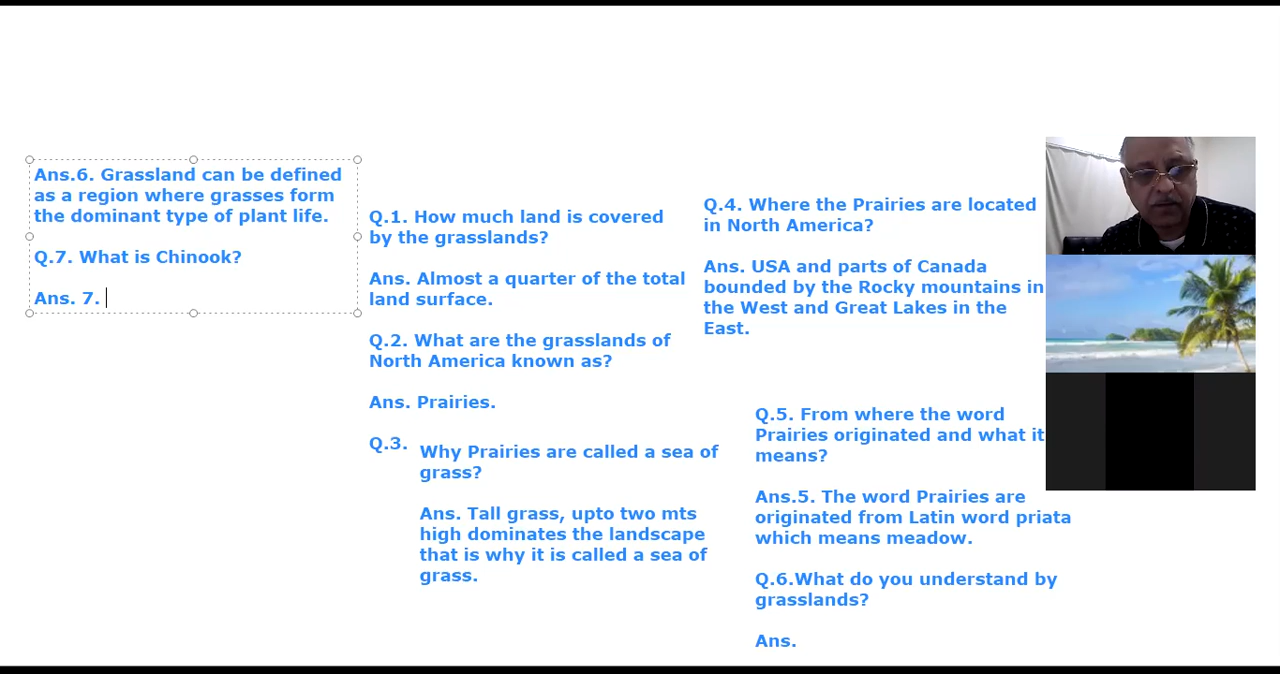 Ans.6. Grassland can be defined
as a region where grasses form
the dominant type of plant life.
Q.7. What is Chinook?
Ans. 7.
Q.1. How much land is covered
by the grasslands?
Ans. Almost a quarter of the total
land surface.
Q.2. What are the grasslands of
North America known as?
Ans. Prairies.
Q.3.
Why Prairies are called a sea of
grass?
Ans. Tall grass, upto two mts
high dominates the landscape
that is why it is called a sea of
grass.
Q.4. Where the Prairies are located
in North America?
Ans. USA and parts of Canada
bounded by the Rocky mountains in
the West and Great Lakes in the
East.
Q.5. From where the word
Prairies originated and what it
means?
Ans.5. The word Prairies are
originated from Latin word priata
which means meadow.
Q.6.What do you understand by
grasslands?
Ans.